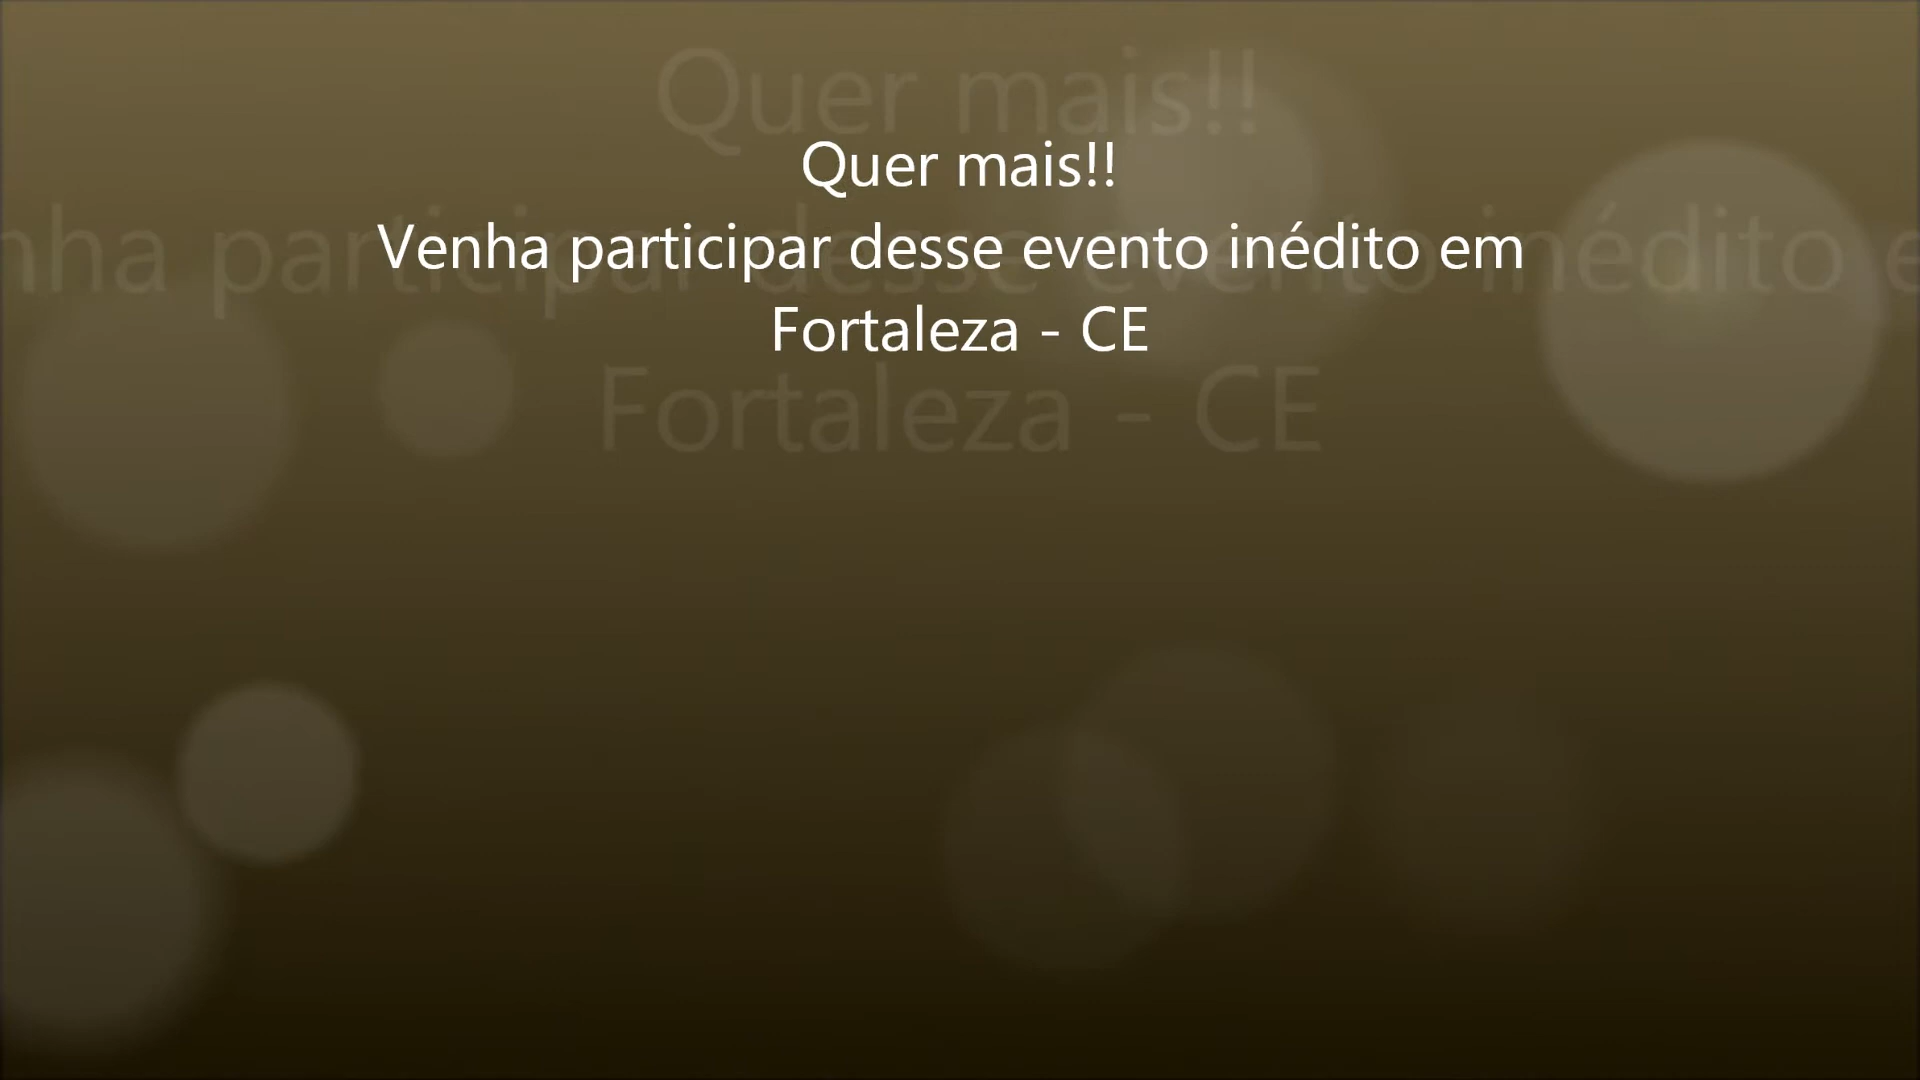 Quer mais!!
Venha participar desse evento inédito em
Fortaleza - CE